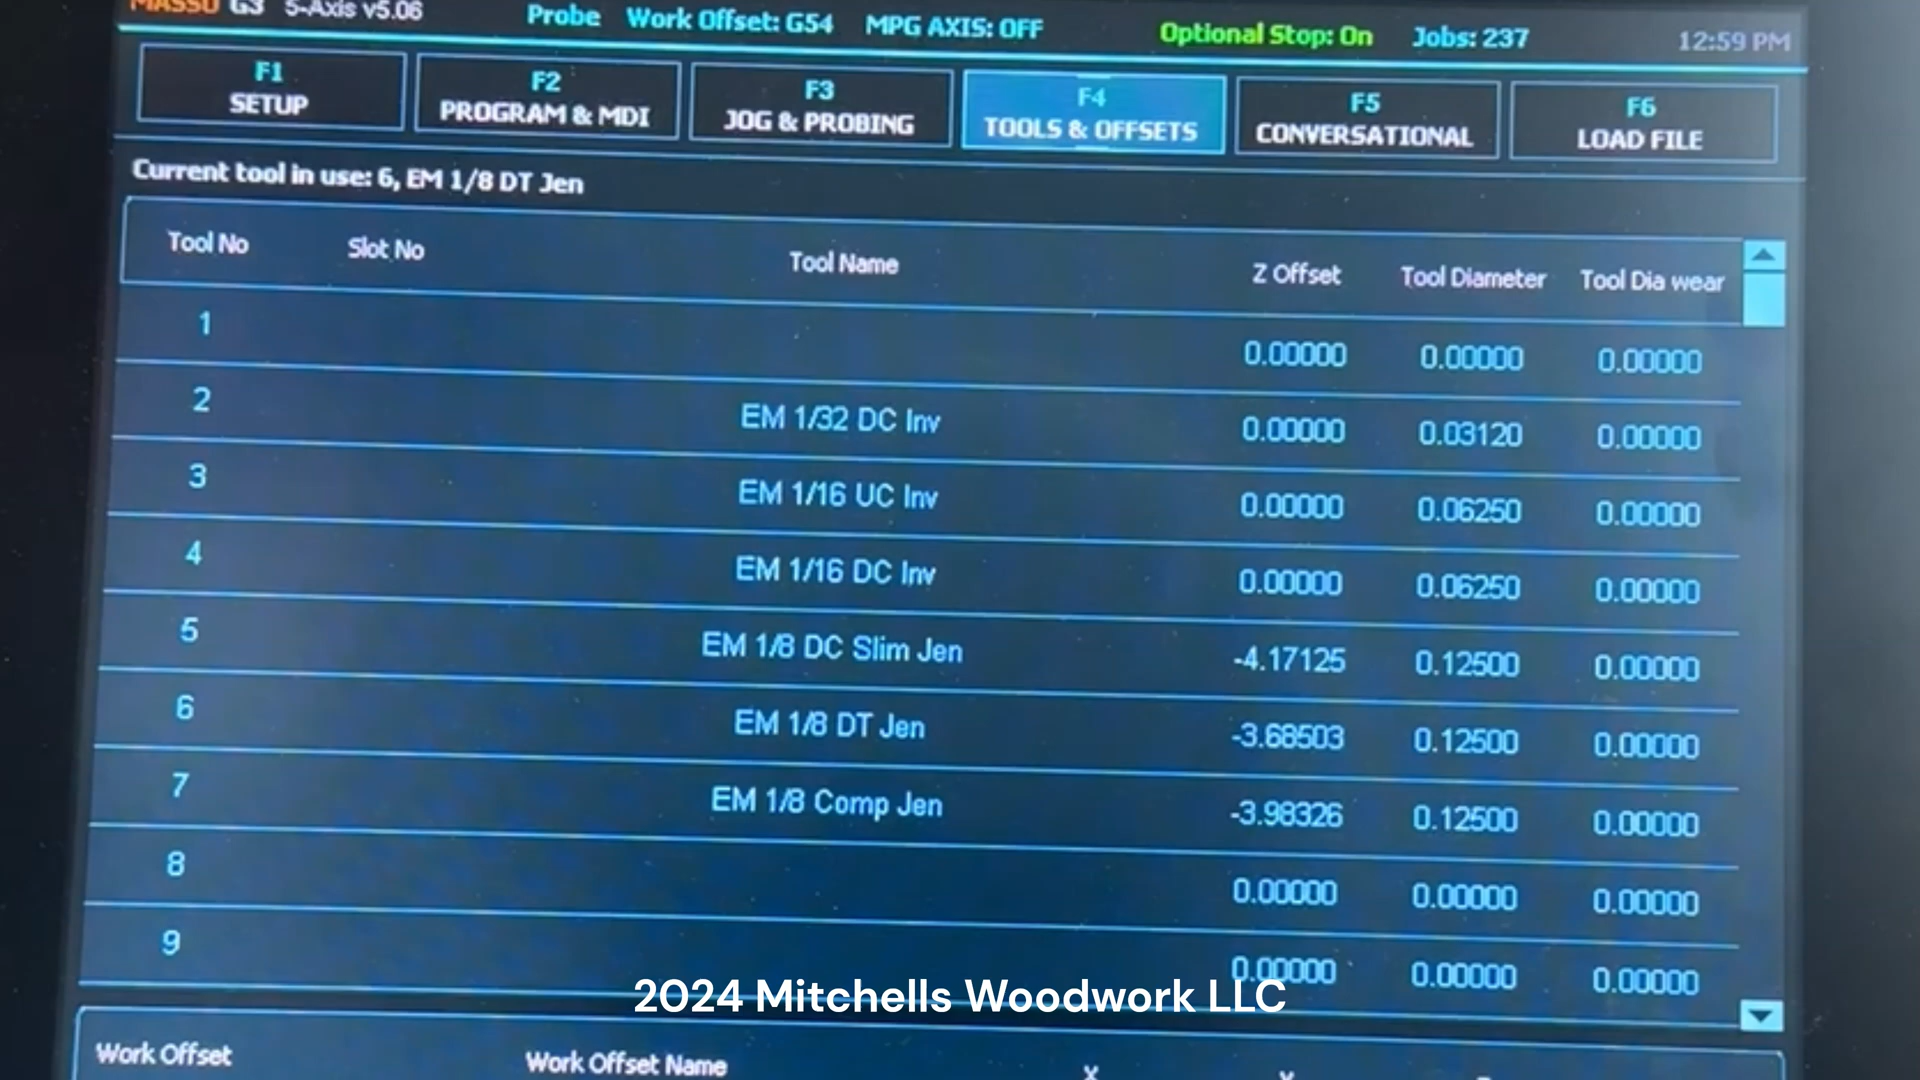 MASSO G3 5-Axis v5.06 Probe Work Offset: G54 MPG AXIS: OFF Optional Stop: On Jobs: 237 12:59 PM
F1 F2 F3 F4 F5 F6
SETUP PROGRAM & MDI JOG & PROBING TOOLS & OFFSETS CONVERSATIONAL LOAD FILE
Current tool in use: 6, EM 1/8 DT Jen
Tool No Slot No Tool Name Z Offset Tool Diameter Tool Dia wear
1 0.00000 0.00000 0.00000
2 EM 1/32 DC Inv 0.00000 0.03120 0.00000
3 EM 1/16 UC Inv 0.00000 0.06250 0.00000
4 EM 1/16 DC Inv 0.00000 0.06250 0.00000
5 EM 1/8 DC Slim Jen -4.17125 0.12500 0.00000
6 EM 1/8 DT Jen -3.68503 0.12500 0.00000
7 EM 1/8 Comp Jen -3.98326 0.12500 0.00000
8 0.00000 0.00000 0.00000
9 0.00000 0.00000 0.00000
2024 Mitchells Woodwork LLC
Work Offset Work Offset Name X